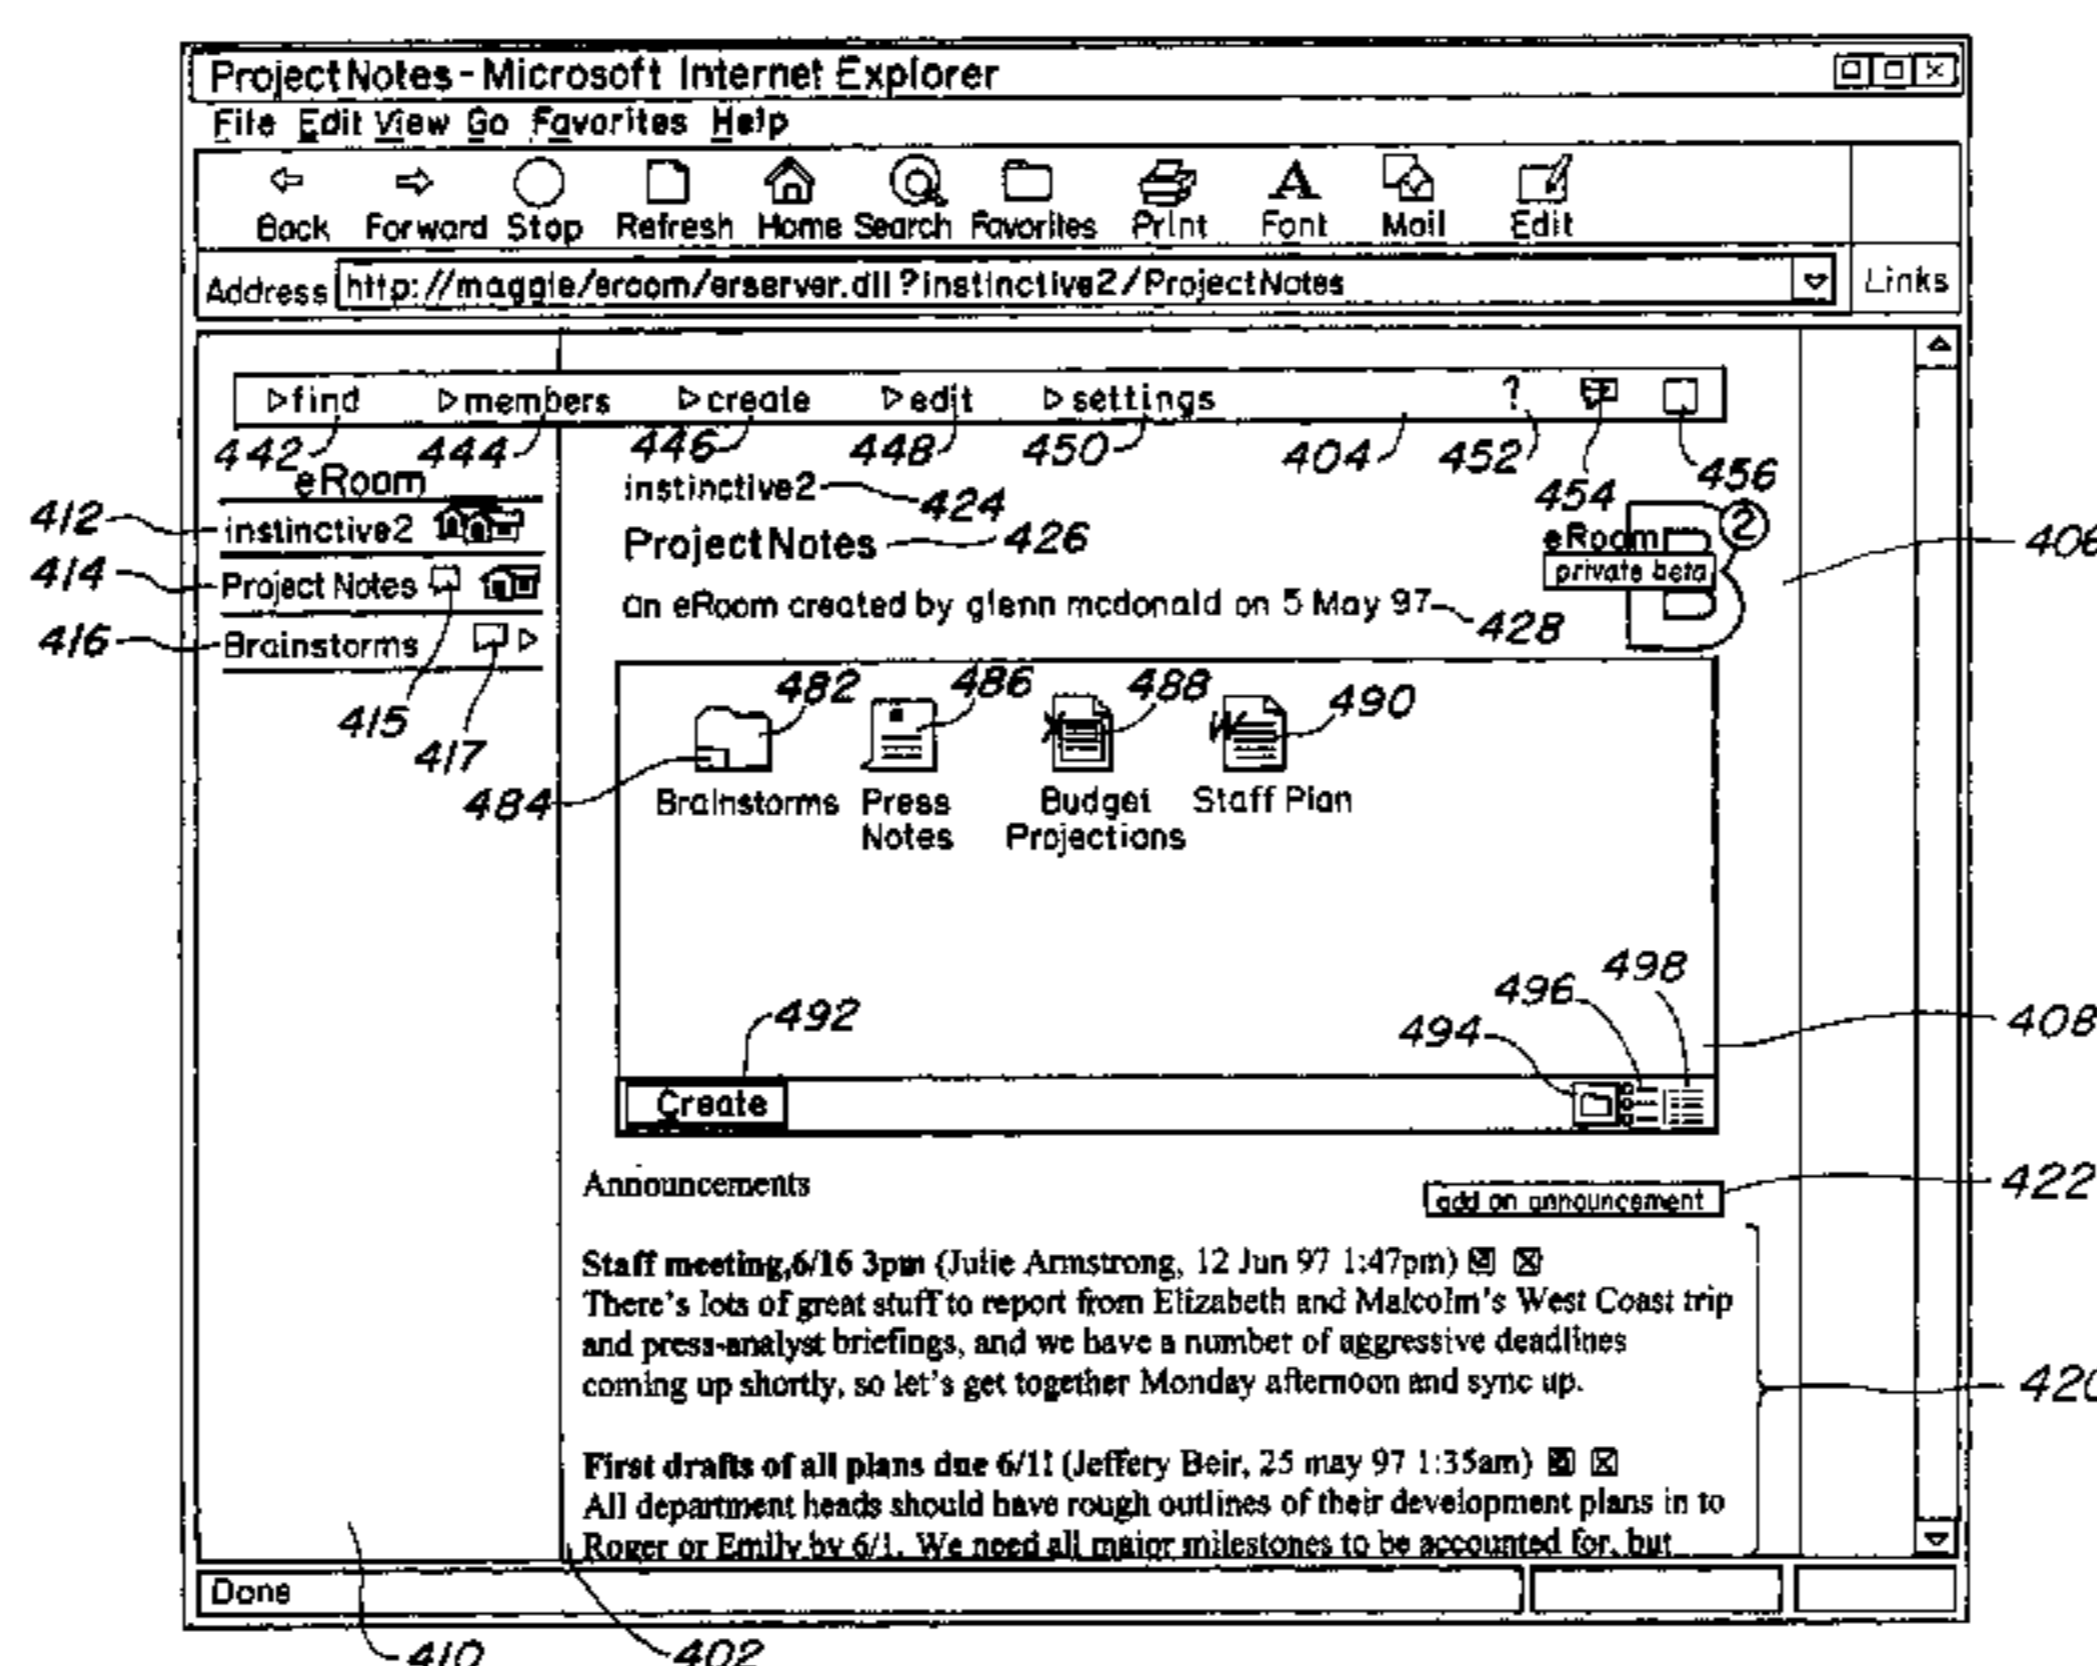 ProjectNotes - Microsoft Internet Explorer
File Edit View Go Favorites Help
Back Forward Stop Refresh Home Search Favorites Print Font Mail Edit
Address http://maggie/eroom/erserver.dll?instinctive2/ProjectNotes Links
find members create edit settings ?
442 444 446 448 450 404 452 454 456
eRoom
412 instinctive2
414 Project Notes
416 Brainstorms
415
417
instinctive2 424
ProjectNotes 426
an eRoom created by glenn mcdonald on 5 May 97 428
2
eRoom
private beta
406
482 486 488 490
W
484 Brainstorms Press Notes Budget Projections Staff Plan
492 494 496 498
408
Create
Announcements
add an announcement 422
Staff meeting,6/16 3pm (Julie Armstrong, 12 Jun 97 1:47pm)
There's lots of great stuff to report from Elizabeth and Malcolm's West Coast trip
and press-analyst briefings, and we have a number of aggressive deadlines
coming up shortly, so let's get together Monday afternoon and sync up.
420
First drafts of all plans due 6/1! (Jeffery Beir, 25 may 97 1:35am)
All department heads should have rough outlines of their development plans in to
Roger or Emily by 6/1. We need all major milestones to be accounted for, but
Done
410 402